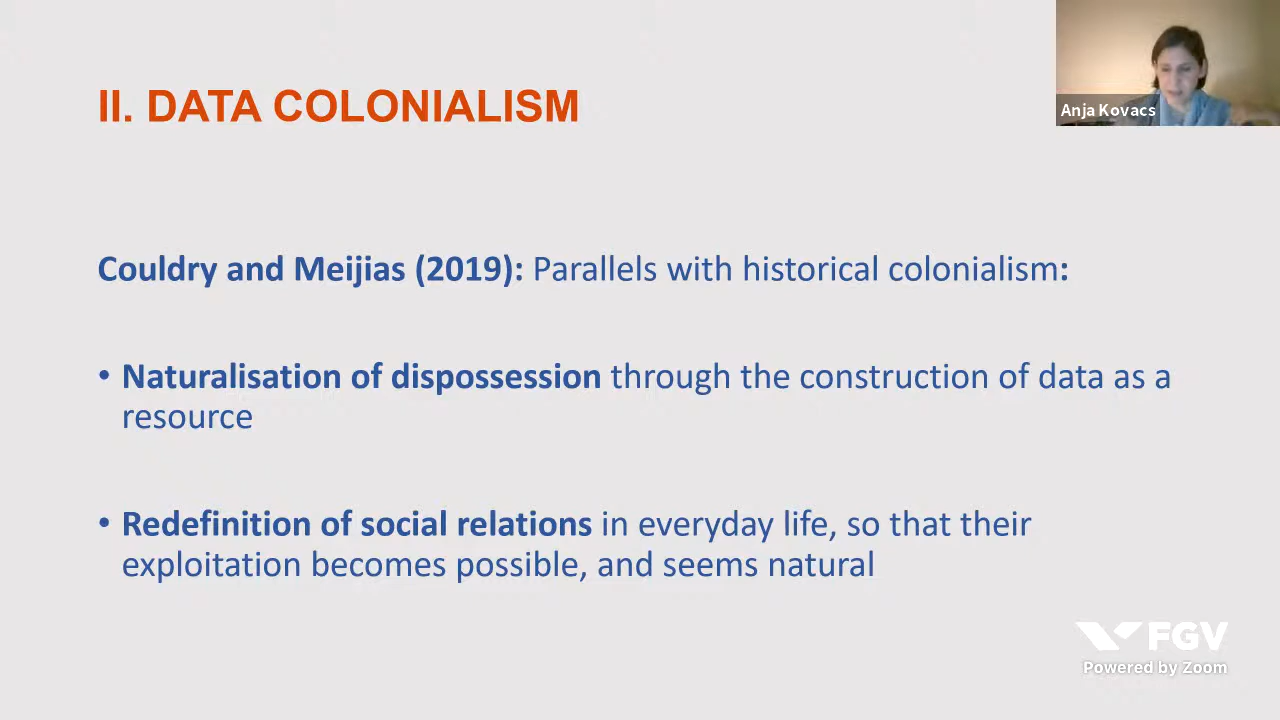 II. DATA COLONIALISM
Anja Kovacs
Couldry and Meijias (2019): Parallels with historical colonialism:
• Naturalisation of dispossession through the construction of data as a
resource
• Redefinition of social relations in everyday life, so that their
exploitation becomes possible, and seems natural
FGV
Powered by Zoom